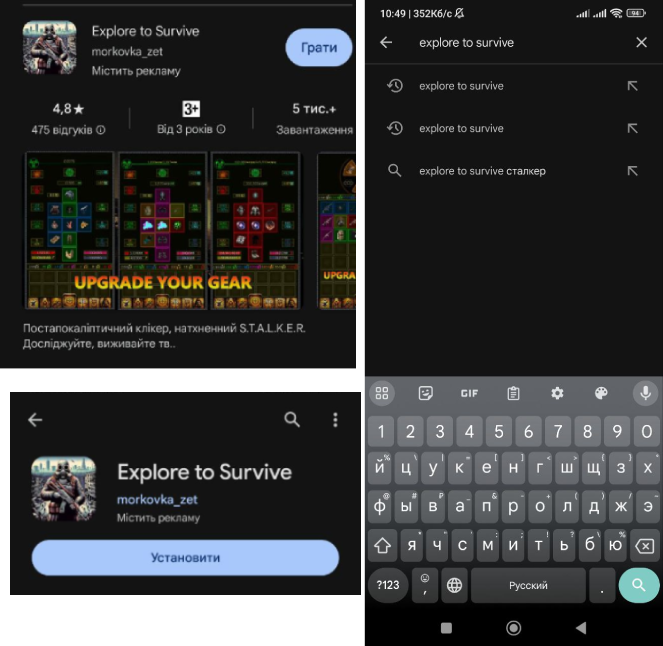 Explore to Survive
morkovka_zet
Містить рекламу
Грати
4,8★
475 відгуків
3+
Від 3 років
5 тис.+
Завантаження
UPGRADE YOUR GEAR
UPGRA
Постапокаліптичний клікер, натхненний S.T.A.L.K.E.R.
Досліджуйте, виживайте тв..
Explore to Survive
morkovka_zet
Містить рекламу
Установити
10:49 | 352Кб/с
94
explore to survive
explore to survive
explore to survive
explore to survive сталкер
GIF
1 2 3 4 5 6 7 8 9 0
й ц у к е н г ш щ з х
ф ы в а п р о л д ж э
я ч с м и т ь б ю
?123 , Русский .